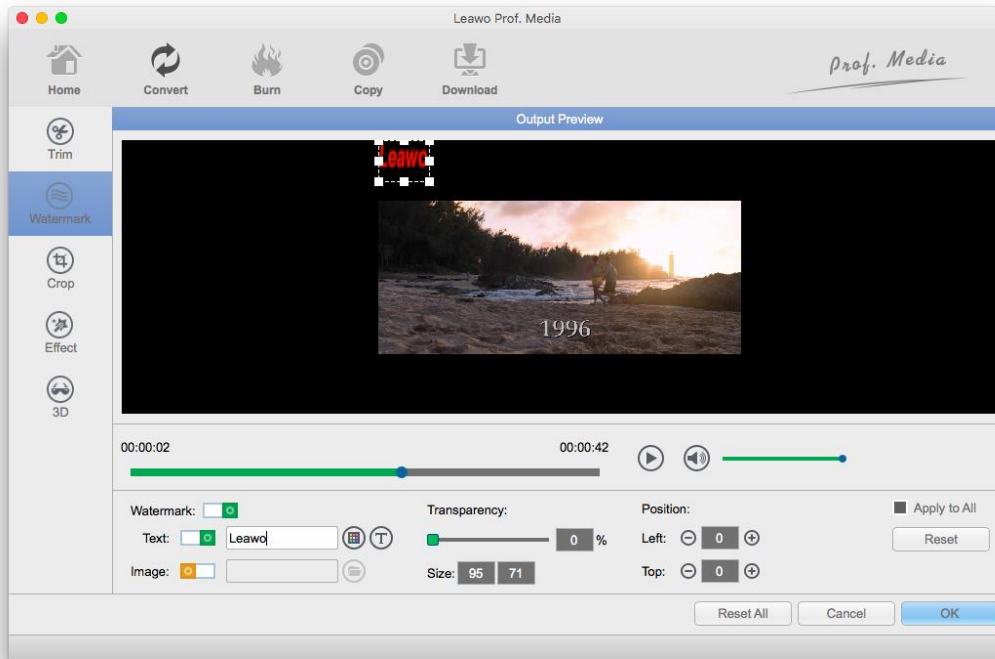 Leawo Prof. Media
Home Convert Burn Copy Download
Prof. Media
Output Preview
Trim
Watermark
Crop
Effect
3D
Leawo
1996
00:00:02 00:00:42
Watermark: Transparency: Position: Apply to All
Text: Leawo 0 % Left: 0 Reset
Image: Size: 95 71 Top: 0
Reset All Cancel OK